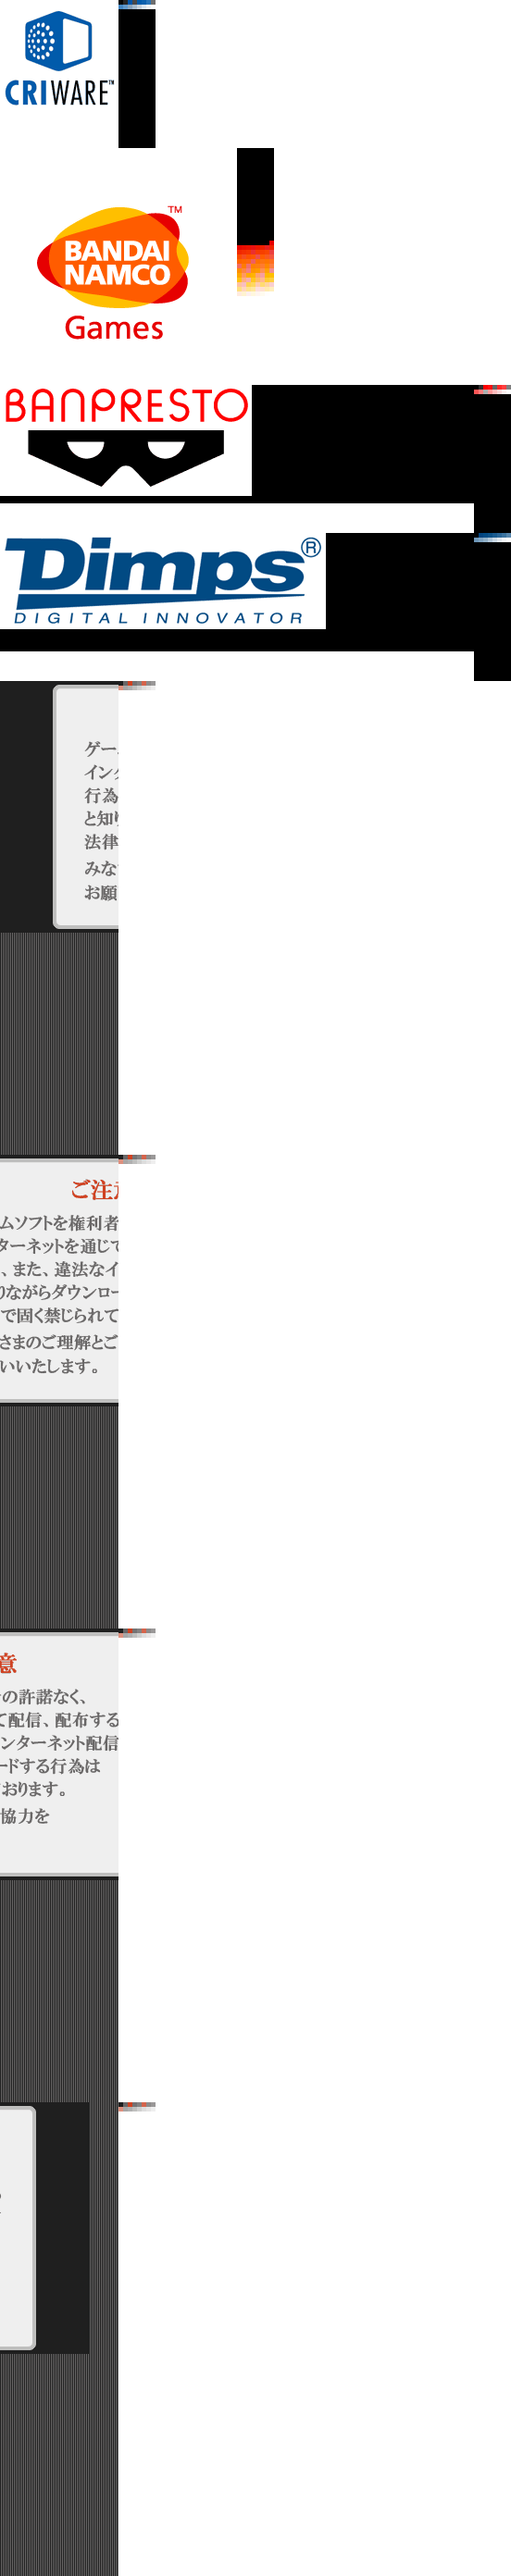 CRIWARE™
TM
BANDAI
NAMCO
Games
BANPRESTO
Dimps®
DIGITAL INNOVATOR
ゲー
イン
行為
と知
法律
みな
お願
ご注
ムソフトを権利者
ターネットを通じて
、また、違法なイ
りながらダウンロー
で固く禁じられて
さまのご理解とご
いいたします。
意
の許諾なく、
て配信、配布する
ンターネット配信
ードする行為は
おります。
協力を